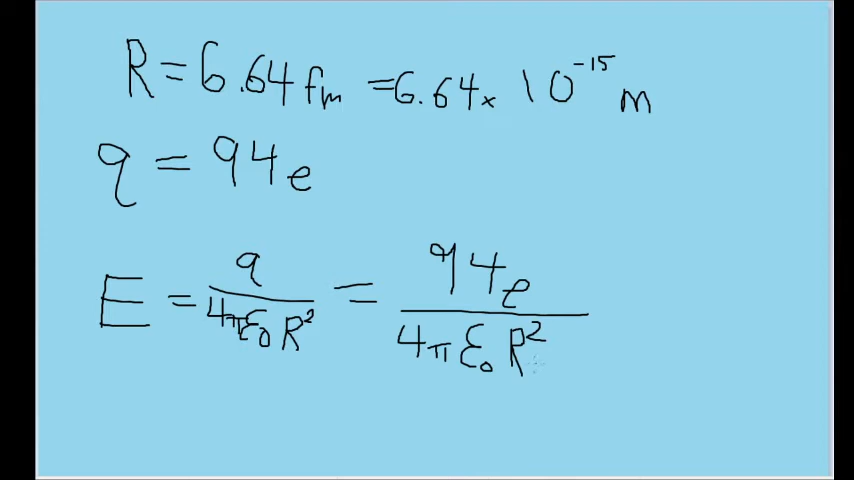 R = 6.64 fm = 6.64 × 10⁻¹⁵ m
q = 94e
E = q / 4πε₀R² = 94e / 4πε₀R²